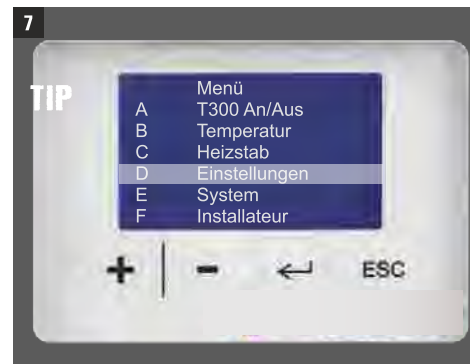 7
TIP
Menü
A T300 An/Aus
B Temperatur
C Heizstab
D Einstellungen
E System
F Installateur
+ | - ↵ ESC